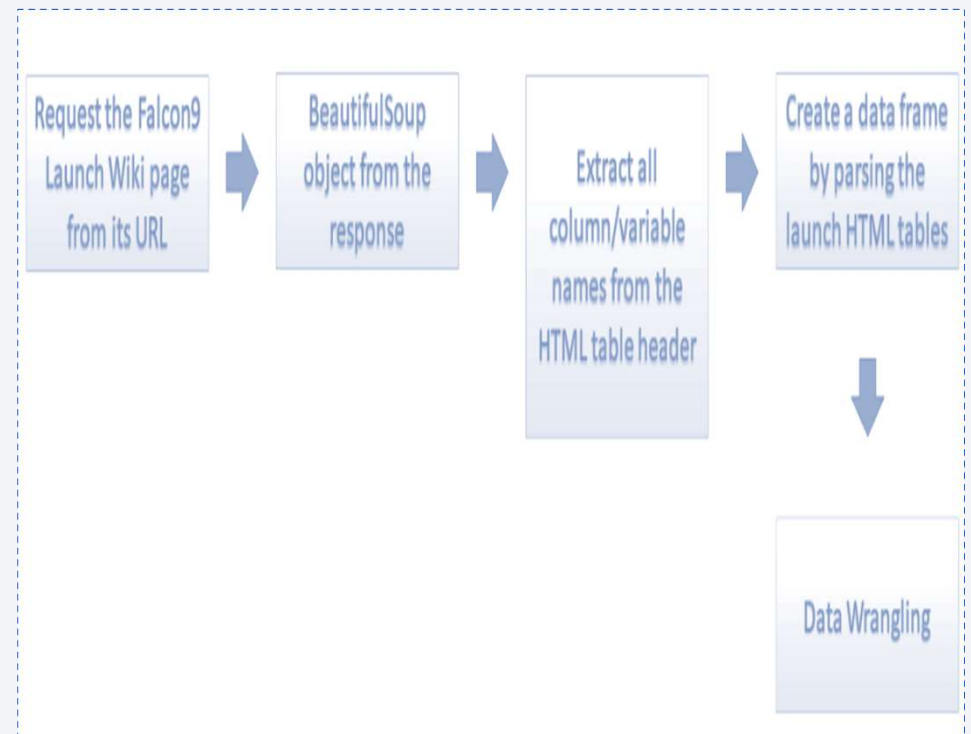 Request the Falcon9
Launch Wiki page
from its URL
BeautifulSoup
object from the
response
Extract all
column/variable
names from the
HTML table header
Create a data frame
by parsing the
launch HTML tables
Data Wrangling